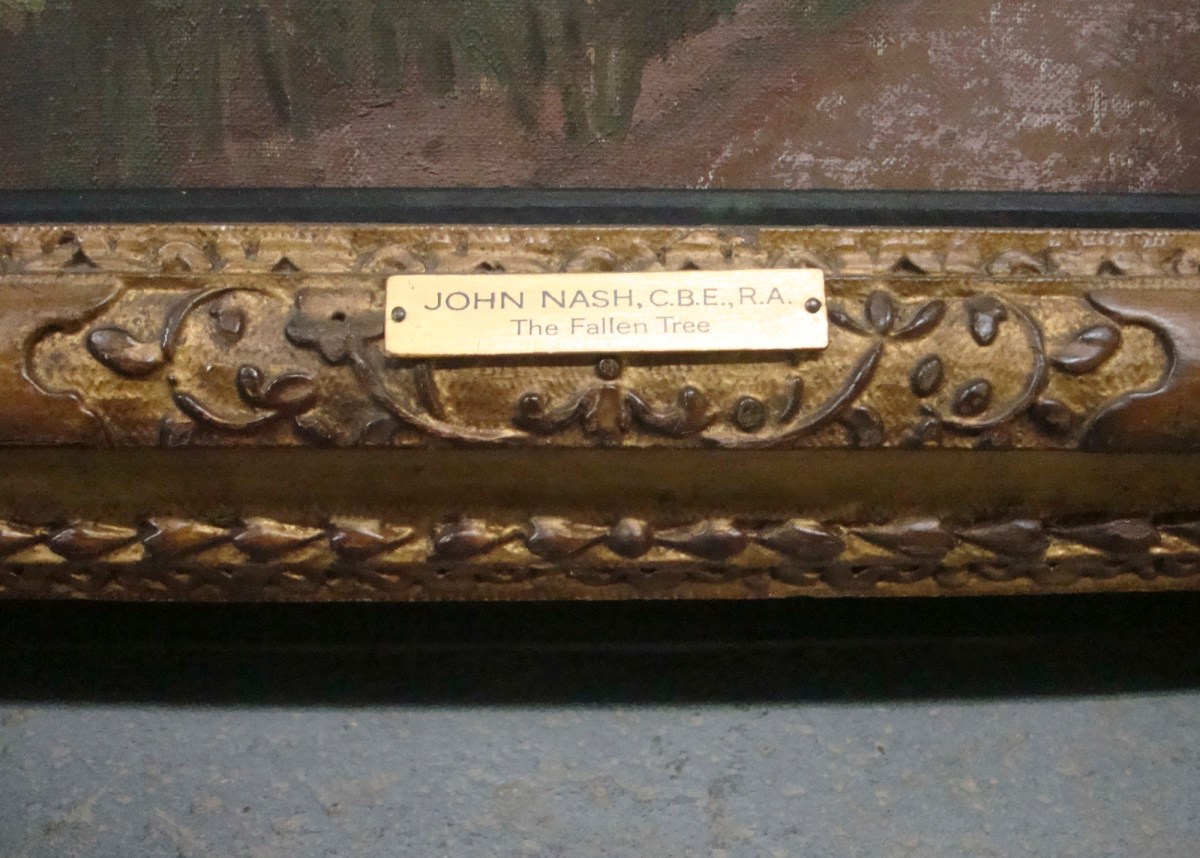 JOHN NASH, C.B.E., R.A.
The Fallen Tree